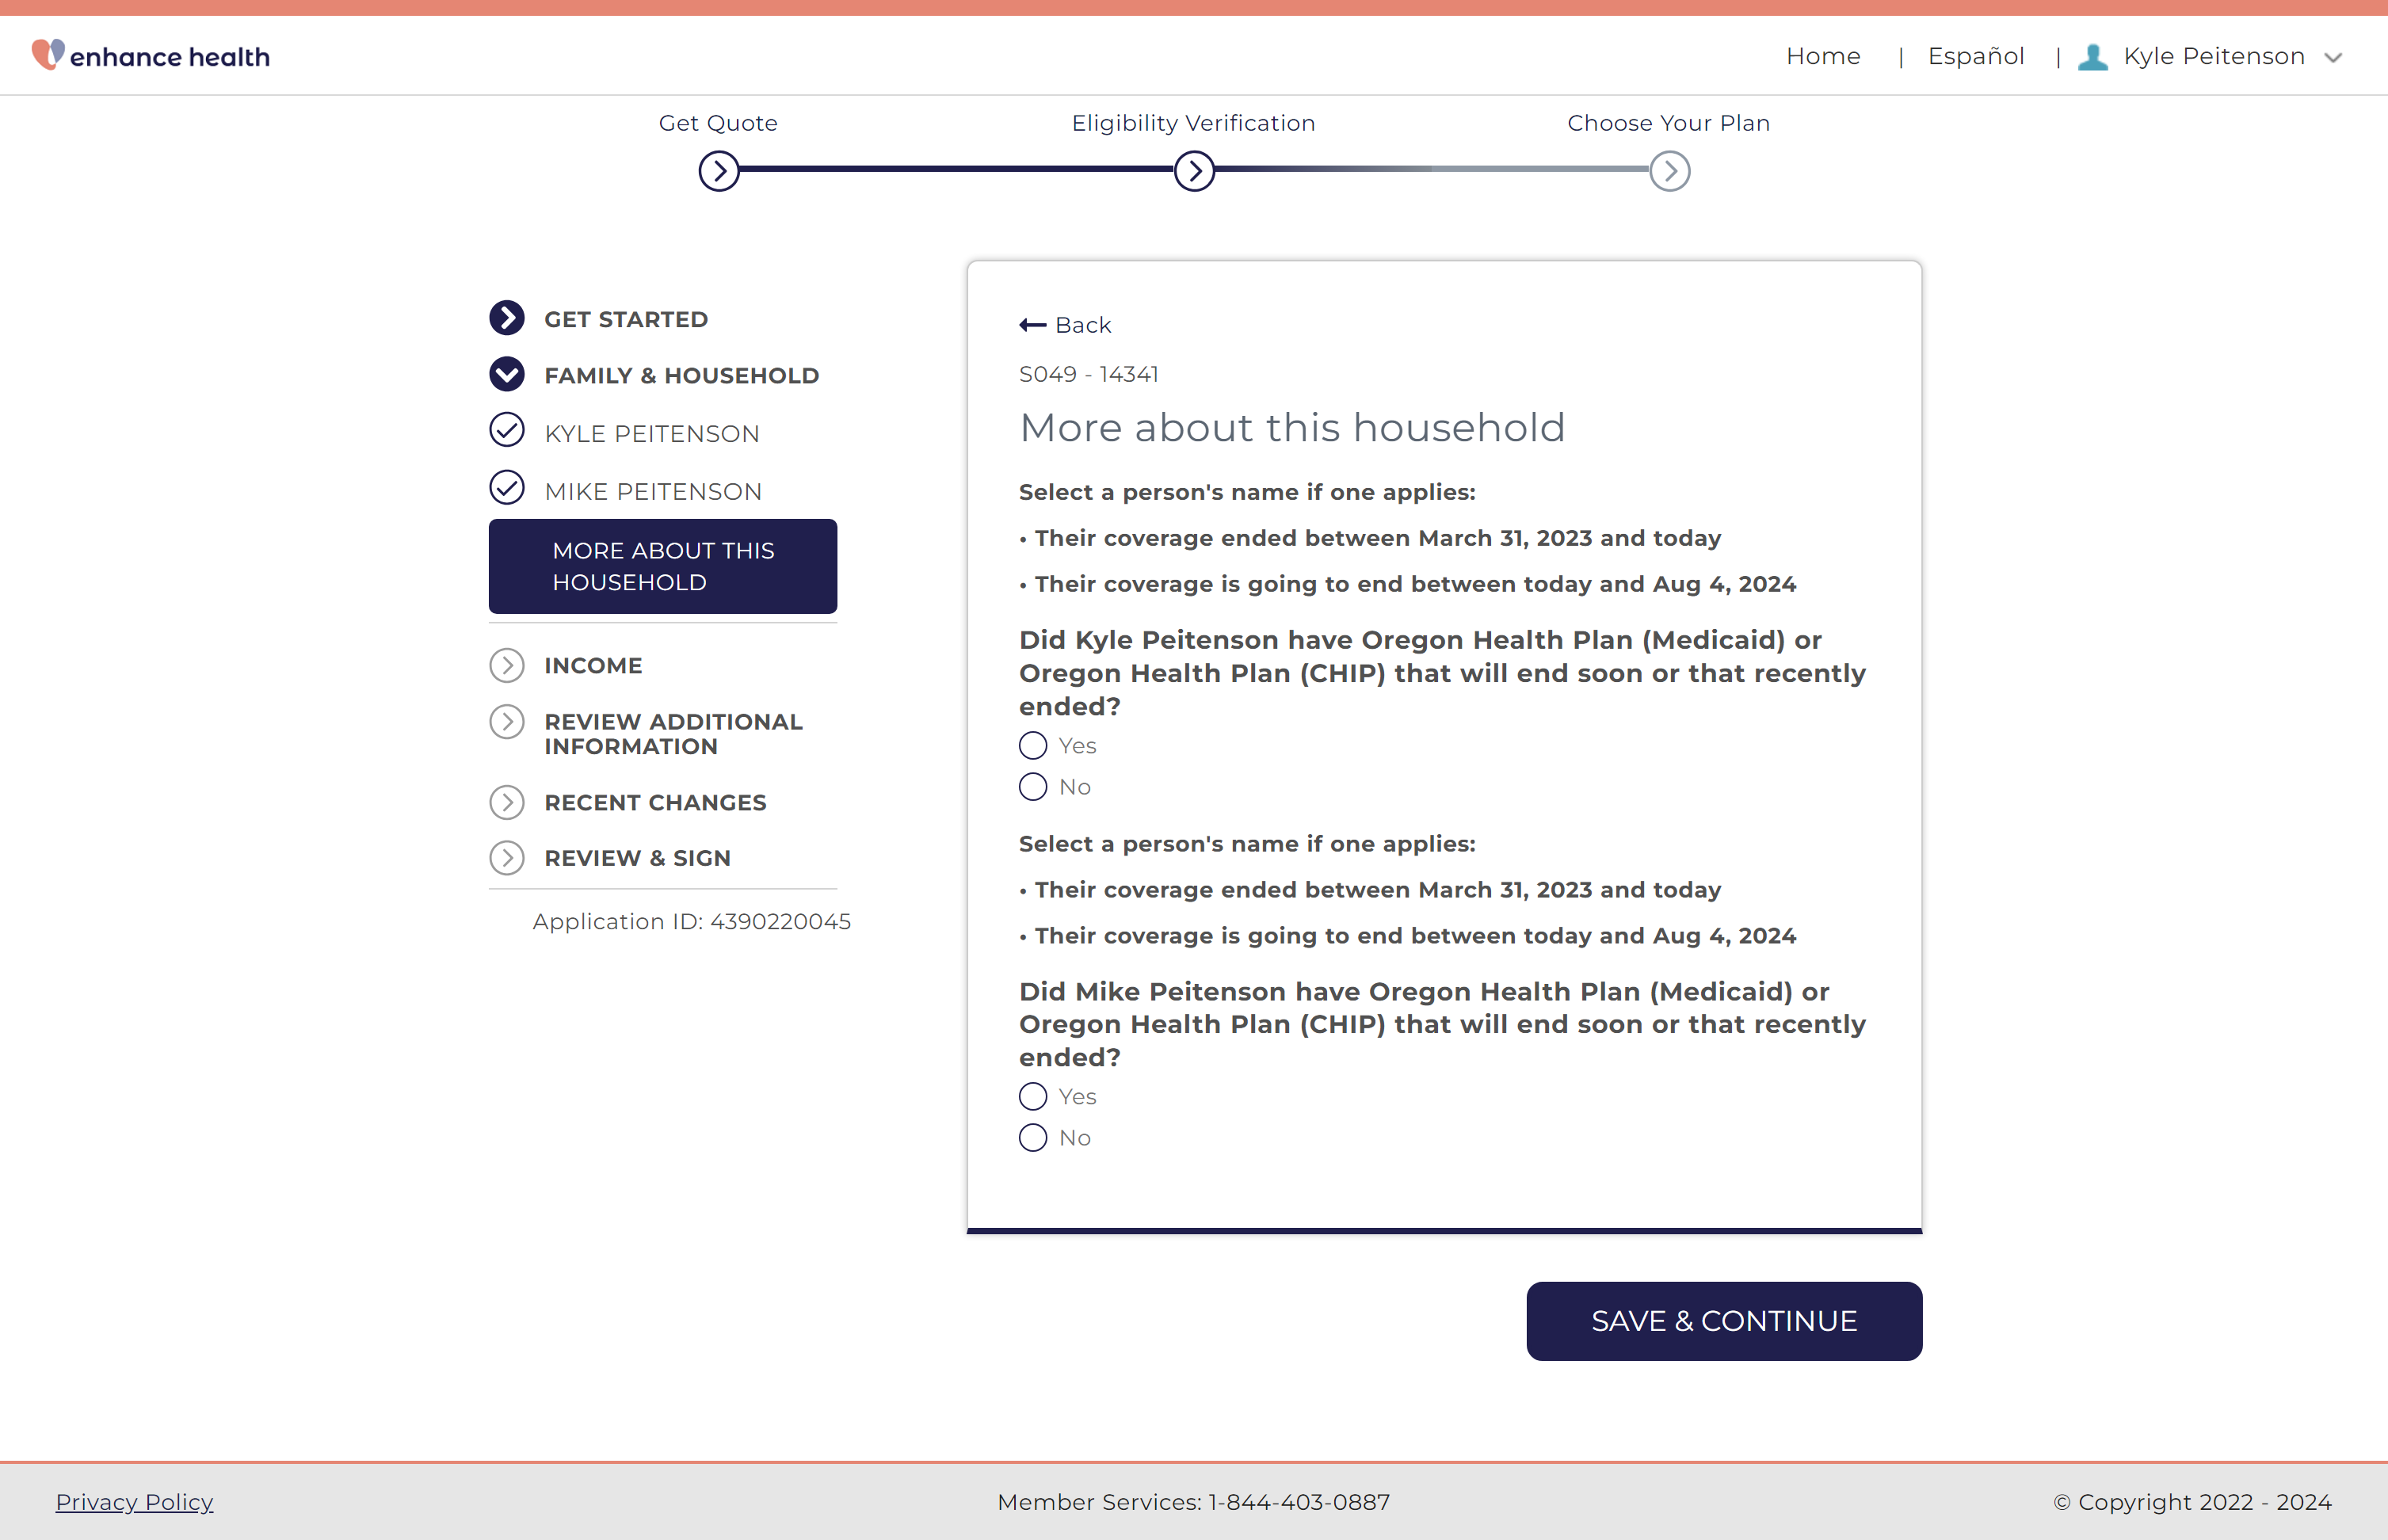 enhance health
Home | Español | Kyle Peitenson
Get Quote
Eligibility Verification
Choose Your Plan
GET STARTED
FAMILY & HOUSEHOLD
KYLE PEITENSON
MIKE PEITENSON
MORE ABOUT THIS
HOUSEHOLD
INCOME
REVIEW ADDITIONAL
INFORMATION
RECENT CHANGES
REVIEW & SIGN
Application ID: 4390220045
Back
S049 - 14341
More about this household
Select a person's name if one applies:
• Their coverage ended between March 31, 2023 and today
• Their coverage is going to end between today and Aug 4, 2024
Did Kyle Peitenson have Oregon Health Plan (Medicaid) or
Oregon Health Plan (CHIP) that will end soon or that recently
ended?
Yes
No
Select a person's name if one applies:
• Their coverage ended between March 31, 2023 and today
• Their coverage is going to end between today and Aug 4, 2024
Did Mike Peitenson have Oregon Health Plan (Medicaid) or
Oregon Health Plan (CHIP) that will end soon or that recently
ended?
Yes
No
SAVE & CONTINUE
Privacy Policy
Member Services: 1-844-403-0887
© Copyright 2022 - 2024